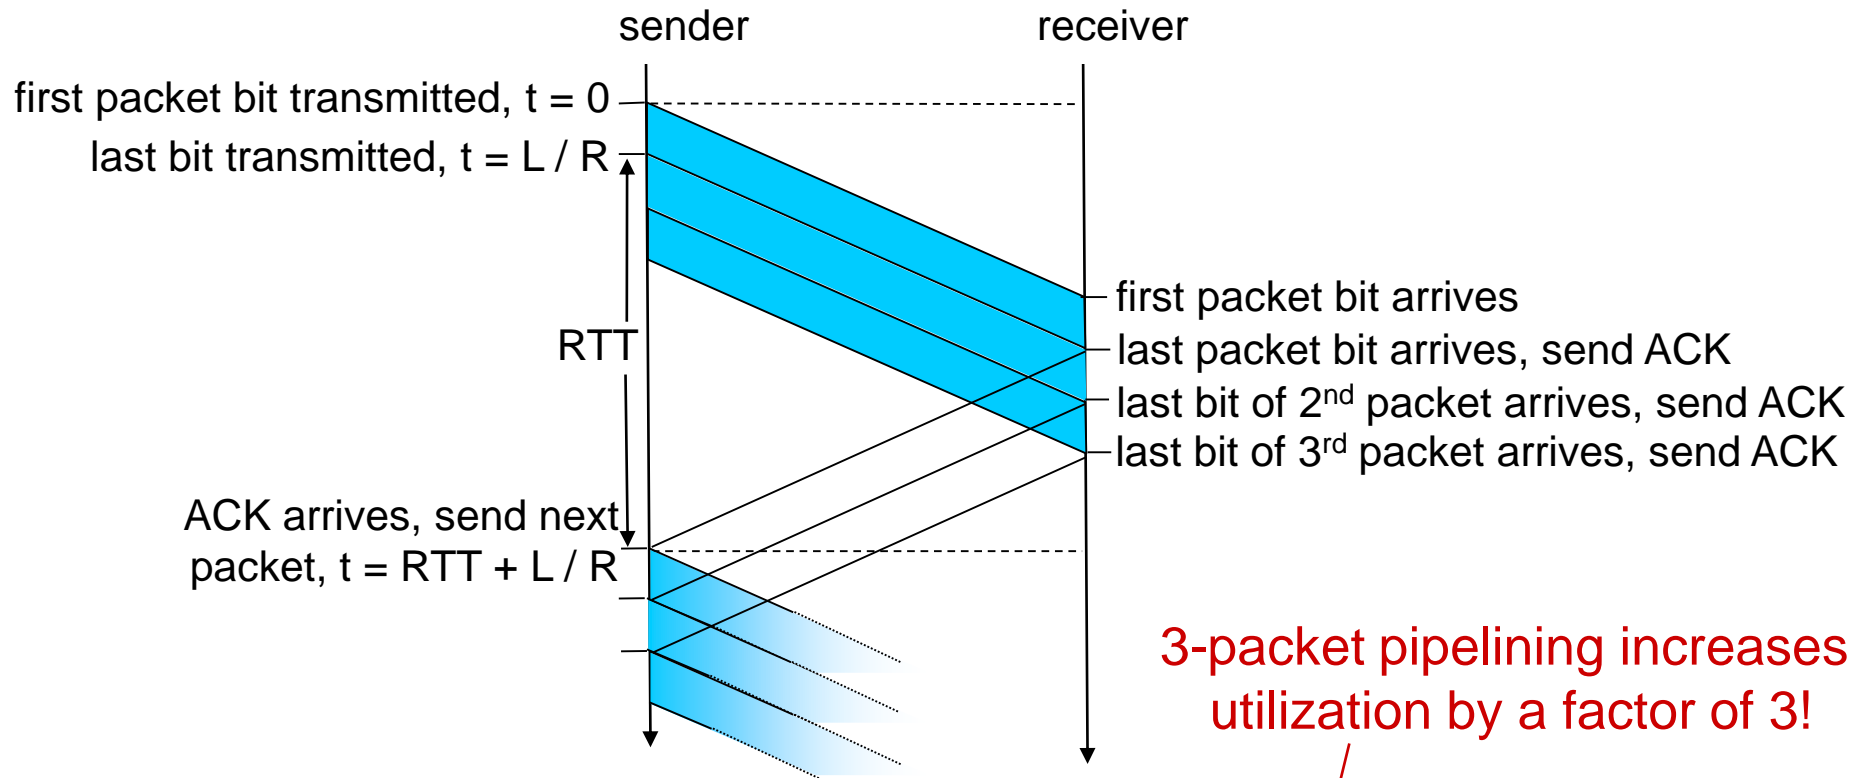 sender
receiver
first packet bit transmitted, t = 0
last bit transmitted, t = L / R
RTT
first packet bit arrives
last packet bit arrives, send ACK
last bit of 2nd packet arrives, send ACK
last bit of 3rd packet arrives, send ACK
ACK arrives, send next
packet, t = RTT + L / R
3-packet pipelining increases
utilization by a factor of 3!